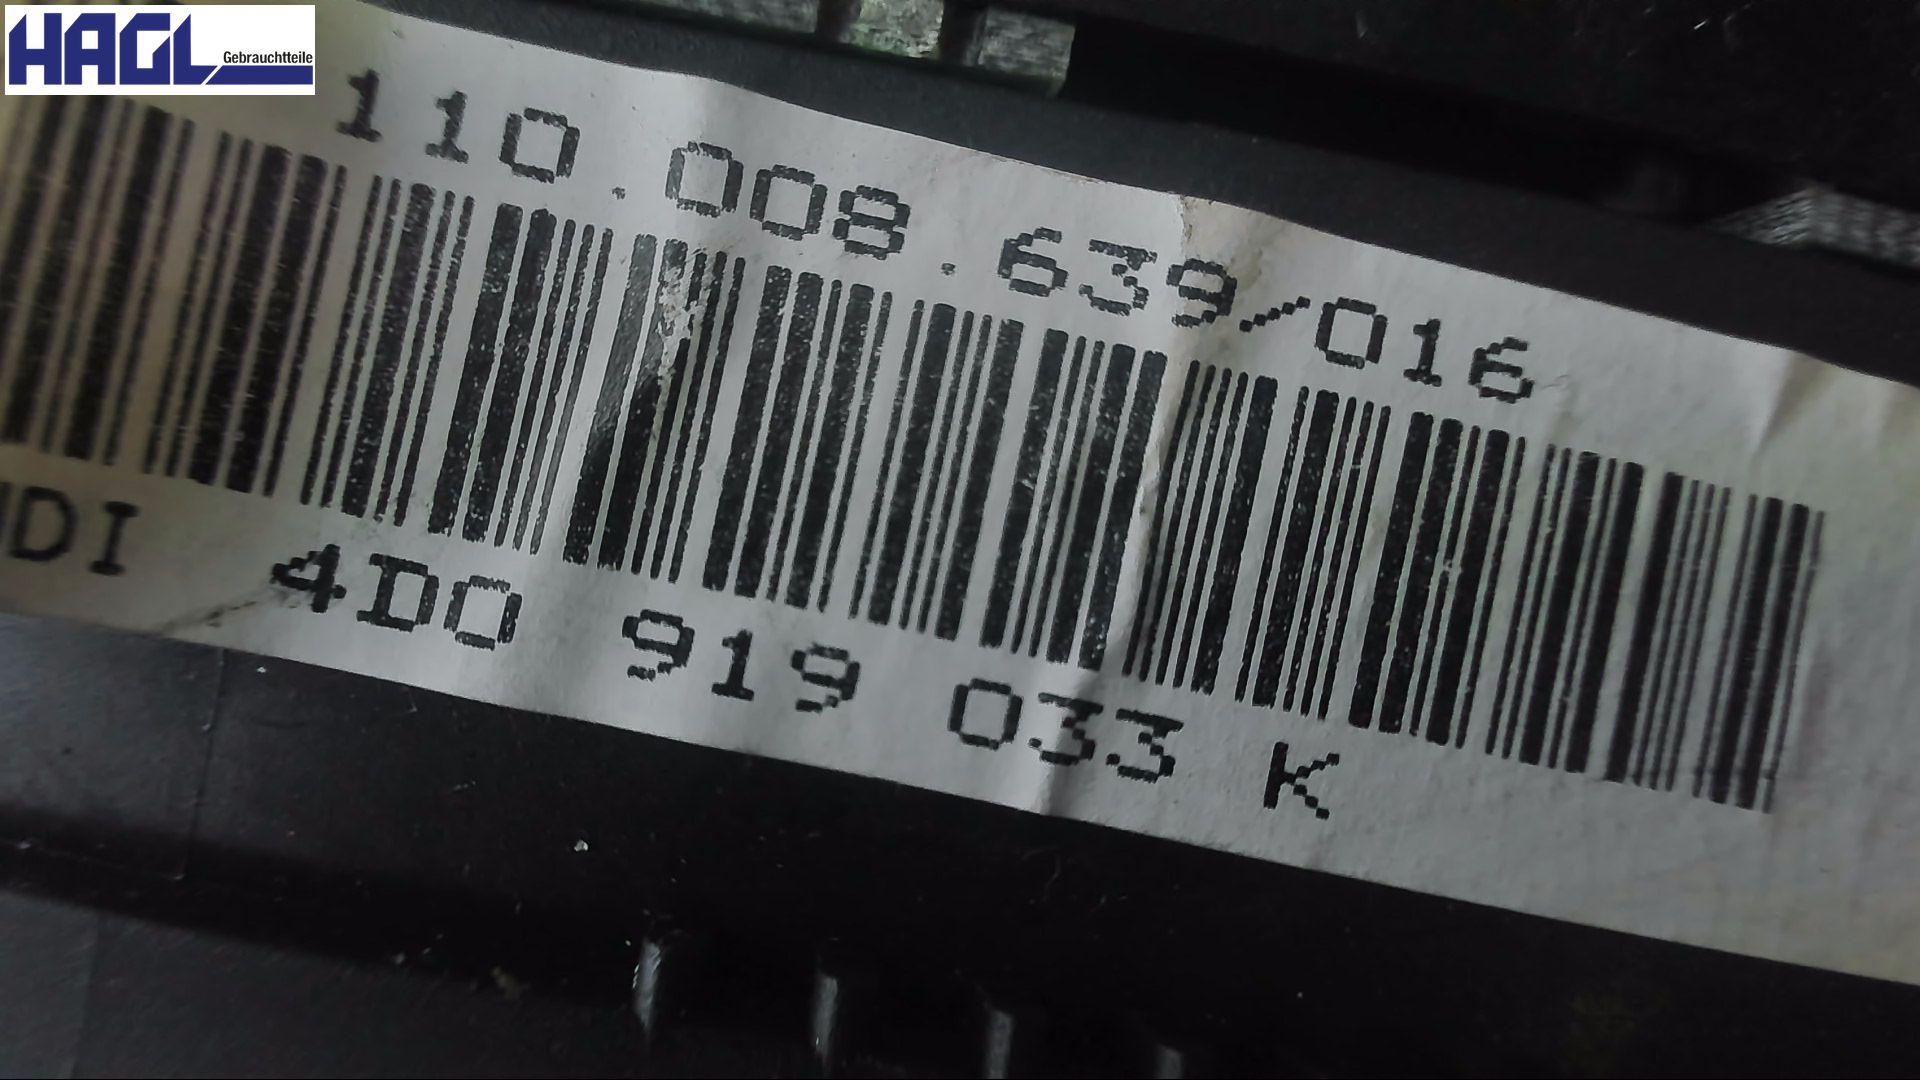 HAGL
Gebrauchtteile
110.008.639/016
DI 4D0 919 033 K